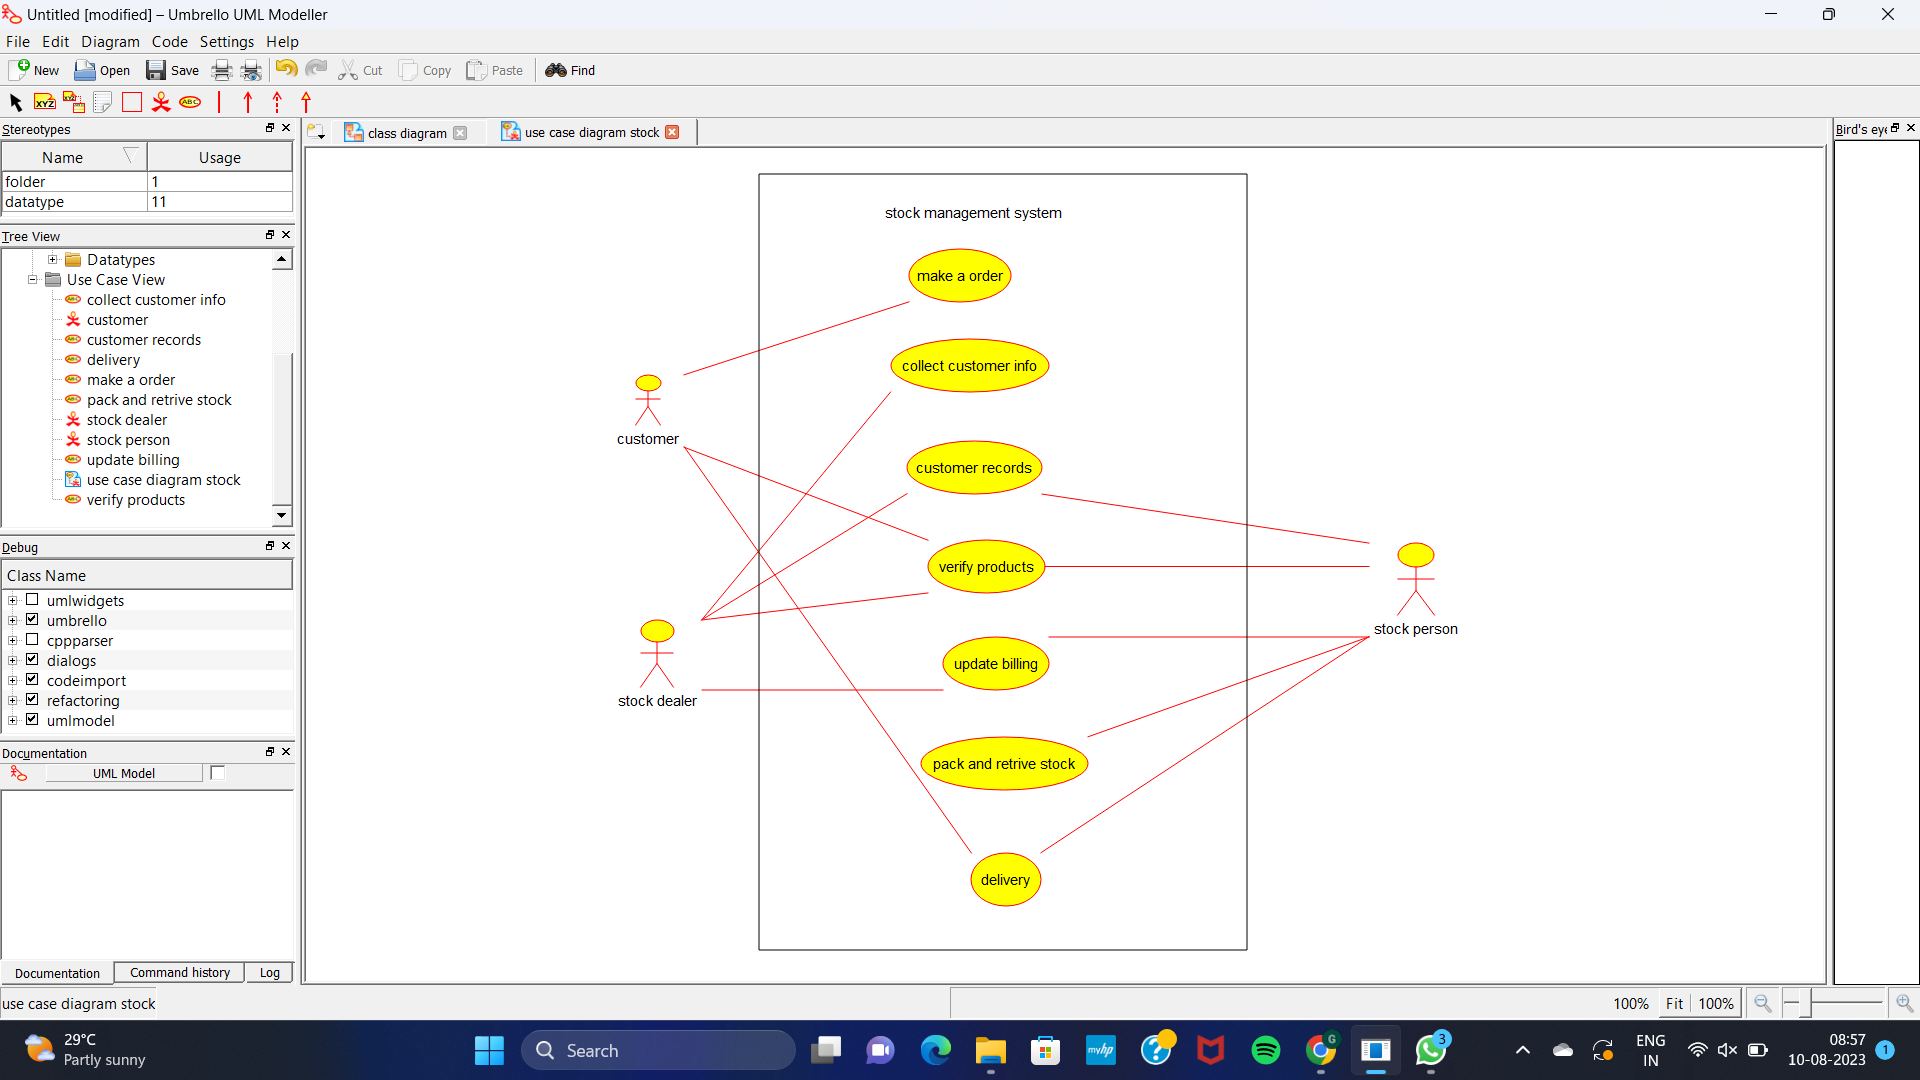 Untitled [modified] – Umbrello UML Modeller
File Edit Diagram Code Settings Help
New Open Save Cut Copy Paste Find
XYZ XYZ ABC
Stereotypes
Name Usage
folder 1
datatype 11
Tree View
Datatypes
Use Case View
collect customer info
customer
customer records
delivery
make a order
pack and retrive stock
stock dealer
stock person
update billing
use case diagram stock
verify products
Debug
Class Name
umlwidgets
umbrello
cppparser
dialogs
codeimport
refactoring
umlmodel
Documentation
UML Model
Documentation Command history Log
use case diagram stock
class diagram
use case diagram stock
stock management system
make a order
collect customer info
customer
customer records
verify products
stock person
update billing
stock dealer
pack and retrive stock
delivery
Bird's eye
100% Fit 100%
29°C
Partly sunny
Search
myhp
G
3
ENG
IN
08:57
10-08-2023
1